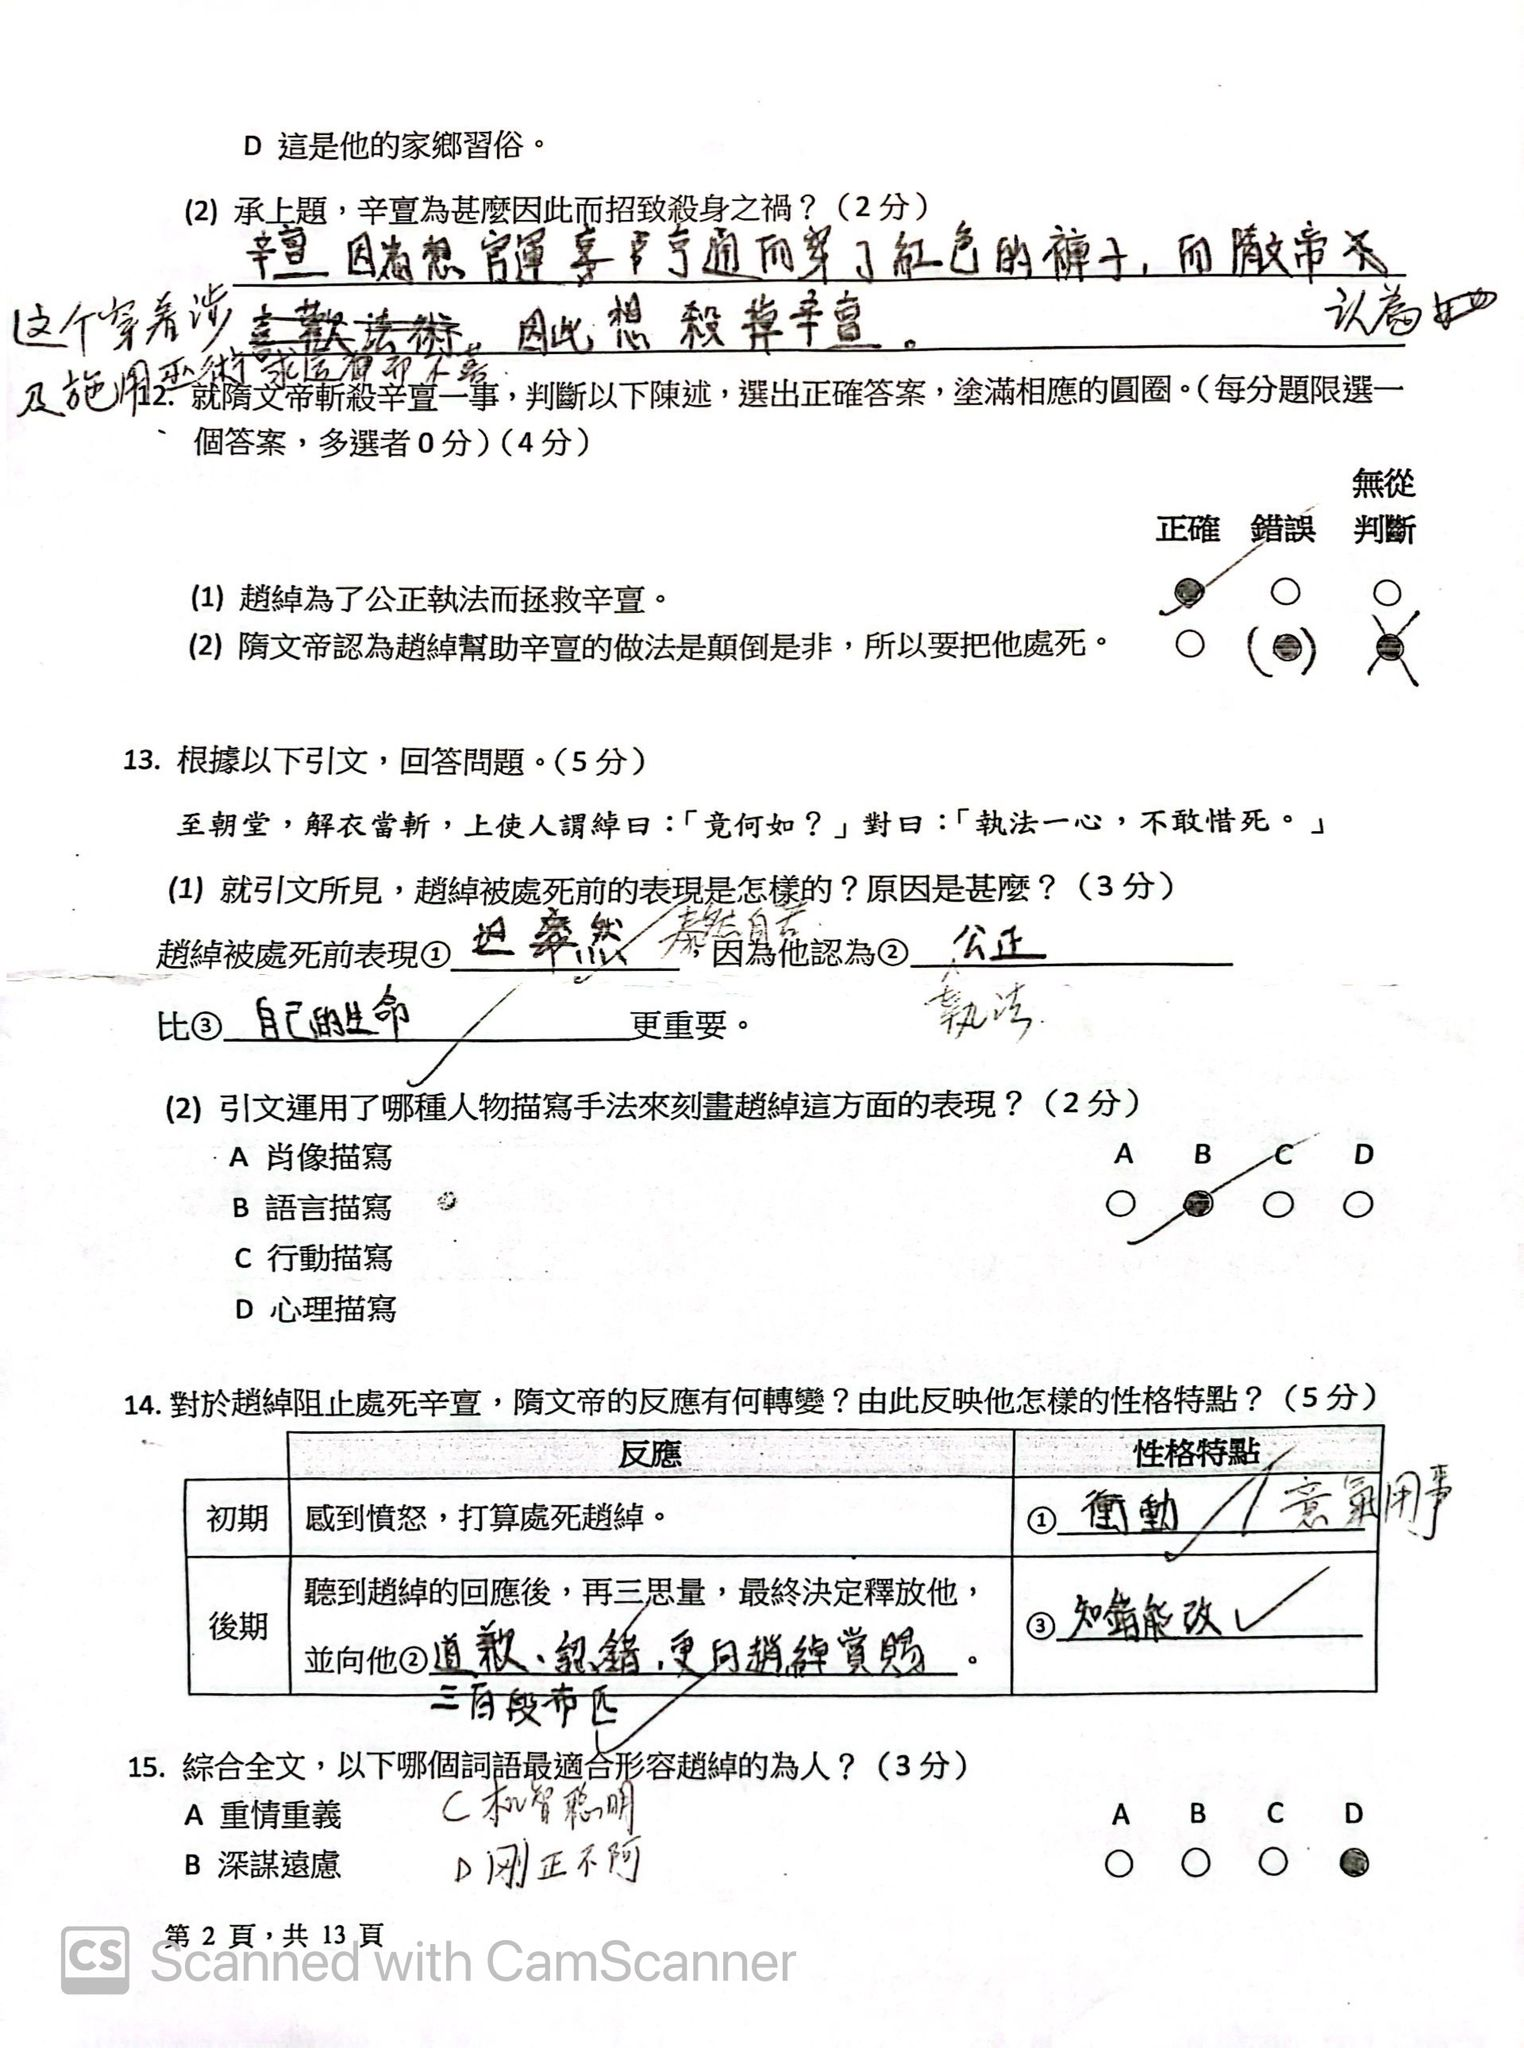 D 這是他的家鄉習俗。
(2) 承上題，辛亶為甚麼因此而招致殺身之禍？（2 分）
辛亶因為想官運亨通而穿了紅色的褲子，而隋文帝不
喜歡法術，因此想殺掉辛亶。
认為
这个穿着涉
及施用巫術
12. 就隋文帝斬殺辛亶一事，判斷以下陳述，選出正確答案，塗滿相應的圓圈。（每分題限選一
個答案，多選者 0 分）（4 分）
無從
正確 錯誤 判斷
(1) 趙綽為了公正執法而拯救辛亶。
(2) 隋文帝認為趙綽幫助辛亶的做法是顛倒是非，所以要把他處死。
13. 根據以下引文，回答問題。（5 分）
至朝堂，解衣當斬，上使人謂綽曰：「竟何如？」對曰：「執法一心，不敢惜死。」
(1) 就引文所見，趙綽被處死前的表現是怎樣的？原因是甚麼？（3 分）
泰然自若
趙綽被處死前表現①泰然，因為他認為②公正
執法
比③自己的生命更重要。
(2) 引文運用了哪種人物描寫手法來刻畫趙綽這方面的表現？（2 分）
A 肖像描寫 A B C D
B 語言描寫
C 行動描寫
D 心理描寫
14. 對於趙綽阻止處死辛亶，隋文帝的反應有何轉變？由此反映他怎樣的性格特點？（5 分）
反應 性格特點
初期 感到憤怒，打算處死趙綽。 ①衝動 / 意氣用事
後期 聽到趙綽的回應後，再三思量，最終決定釋放他，
並向他②道歉、認錯，更向趙綽賞賜。 ③知錯能改
三百段布匹
15. 綜合全文，以下哪個詞語最適合形容趙綽的為人？（3 分）
A 重情重義 C 机智聪明 A B C D
B 深謀遠慮 D 剛正不阿
第 2 頁，共 13 頁
CS Scanned with CamScanner